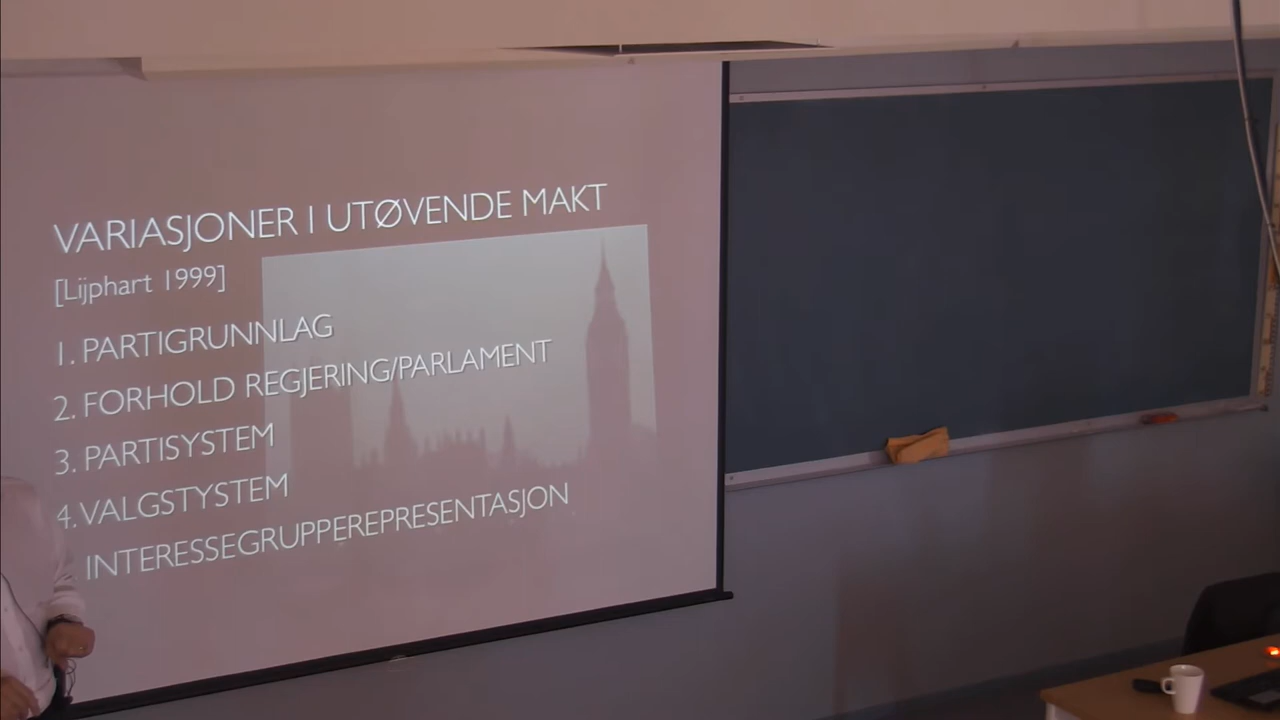 VARIASJONER I UTØVENDE MAKT
[Lijphart 1999]
1. PARTIGRUNNLAG
2. FORHOLD REGJERING/PARLAMENT
3. PARTISYSTEM
4. VALGSTYSTEM
INTERESSEGRUPPEREPRESENTASJON